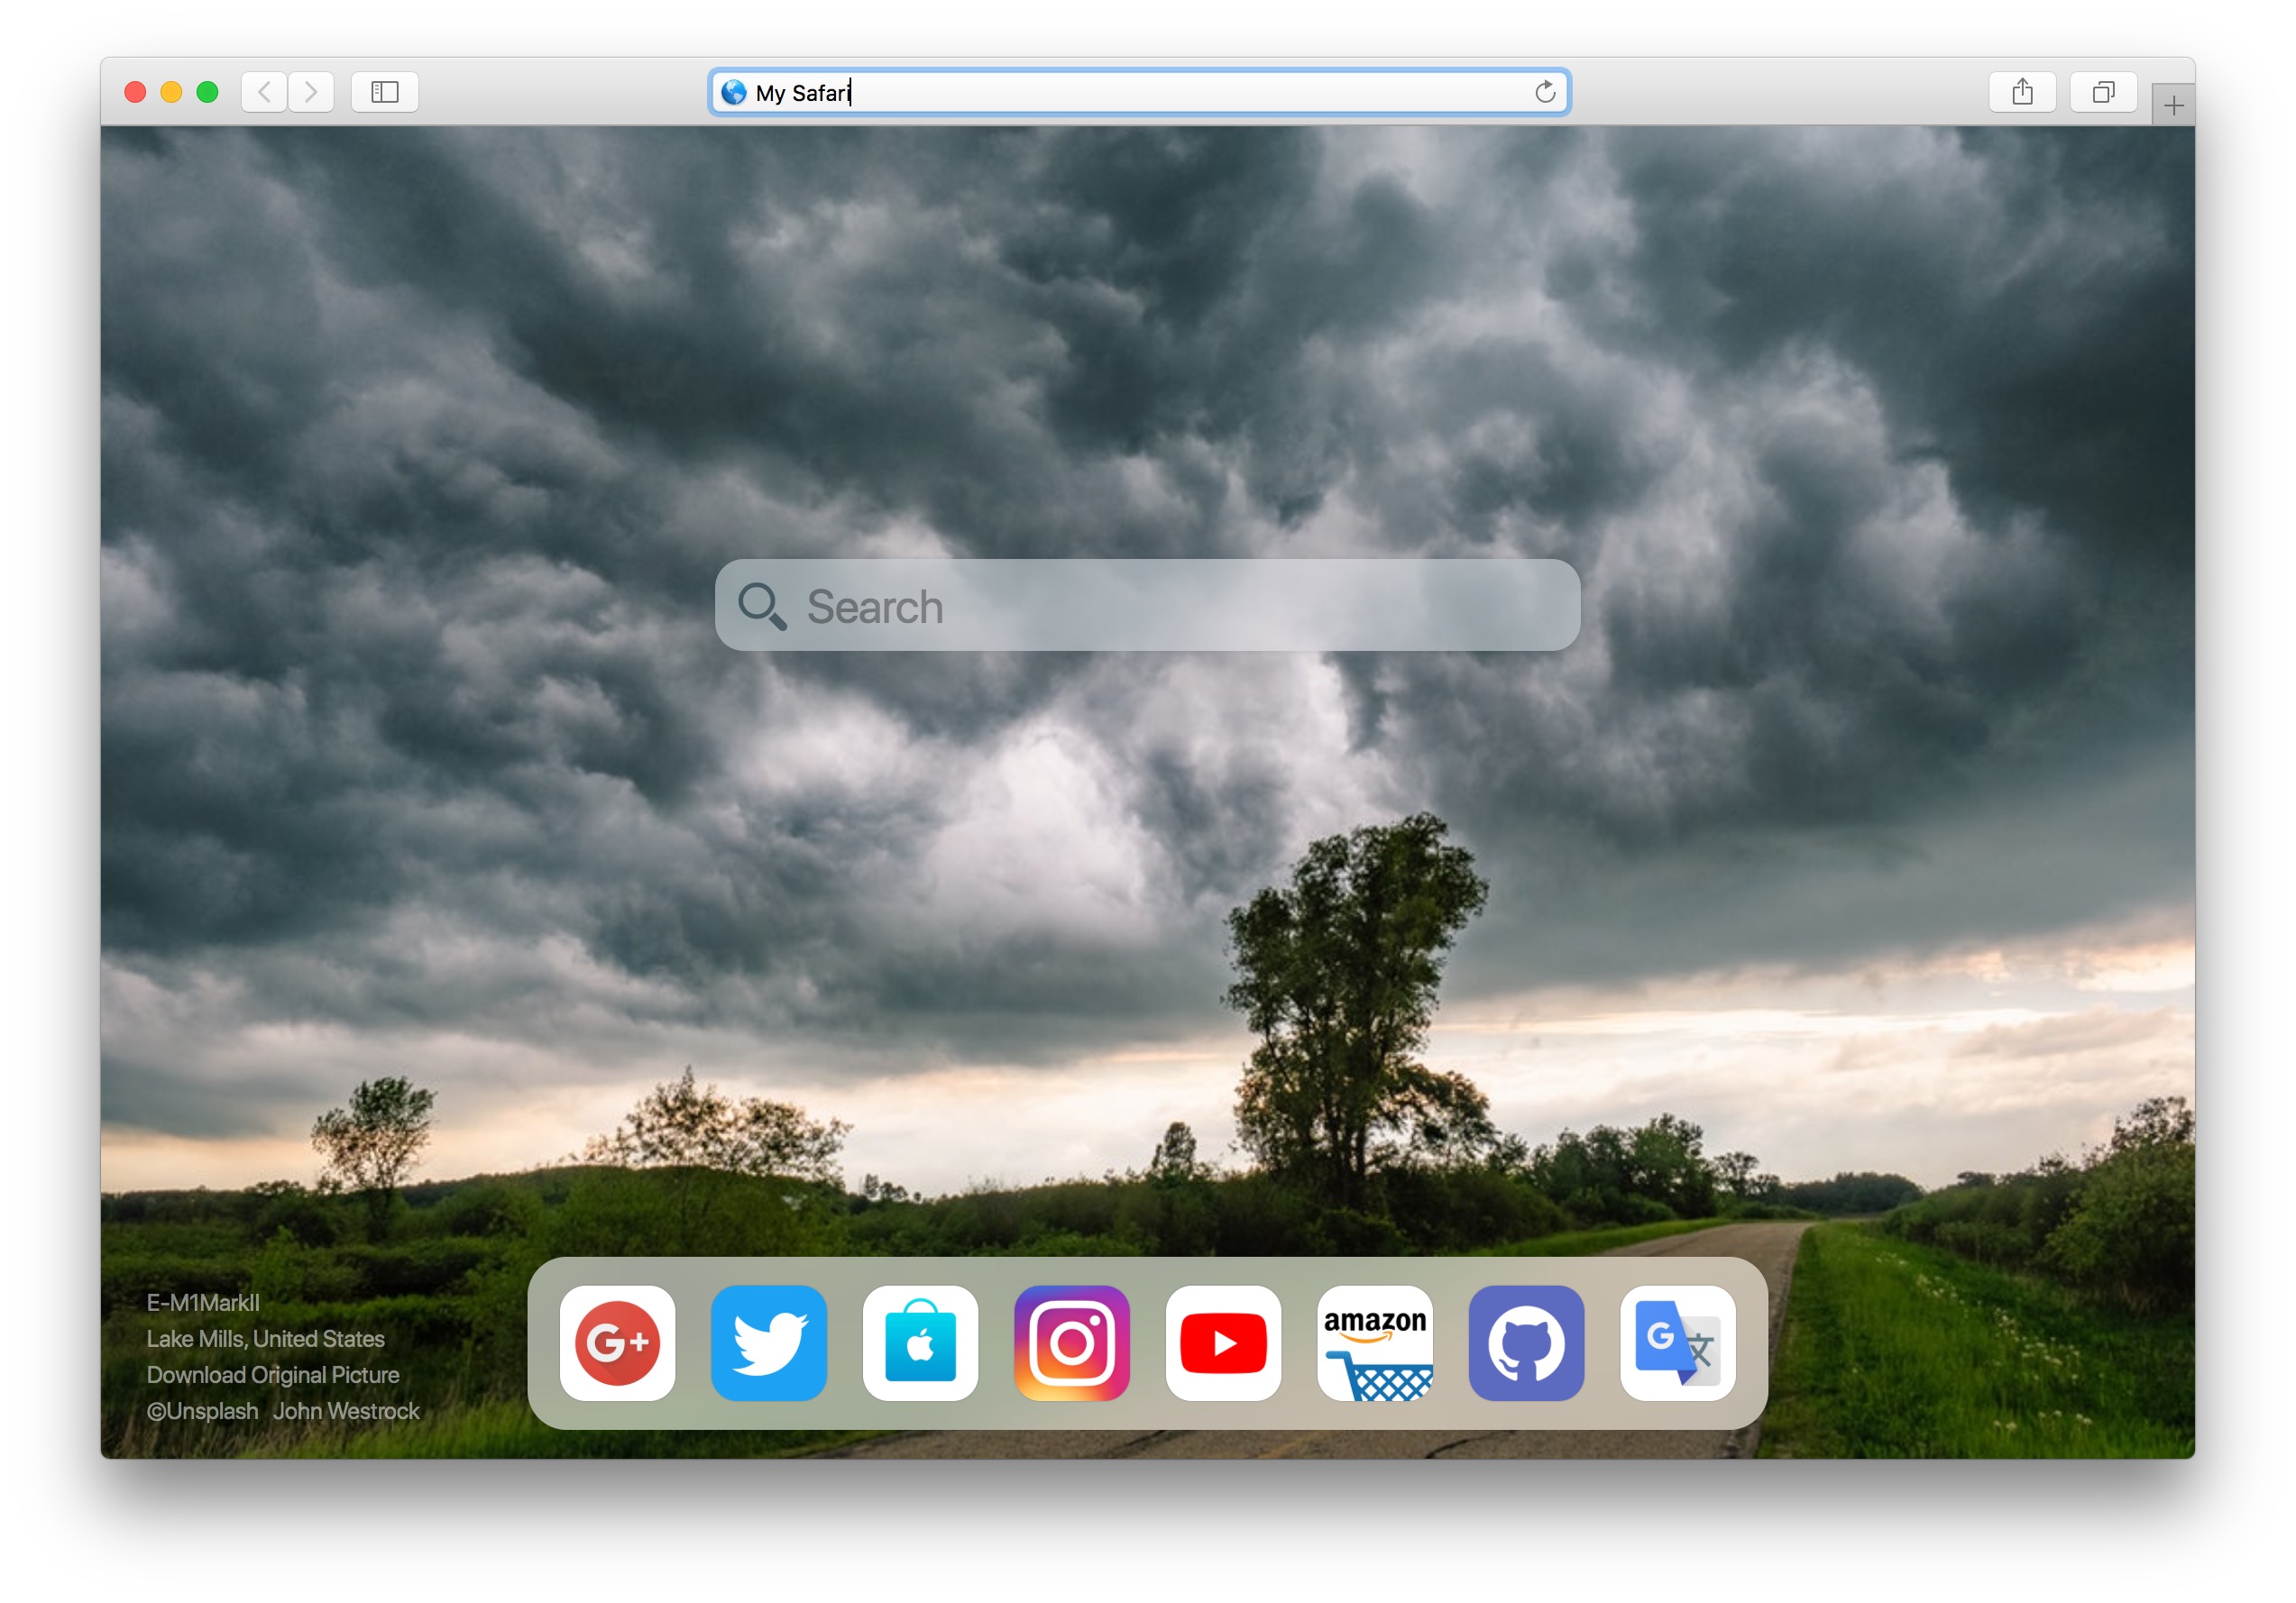 My Safari
Search
E-M1MarkII
Lake Mills, United States
Download Original Picture
©Unsplash John Westrock
G+
amazon
G 文